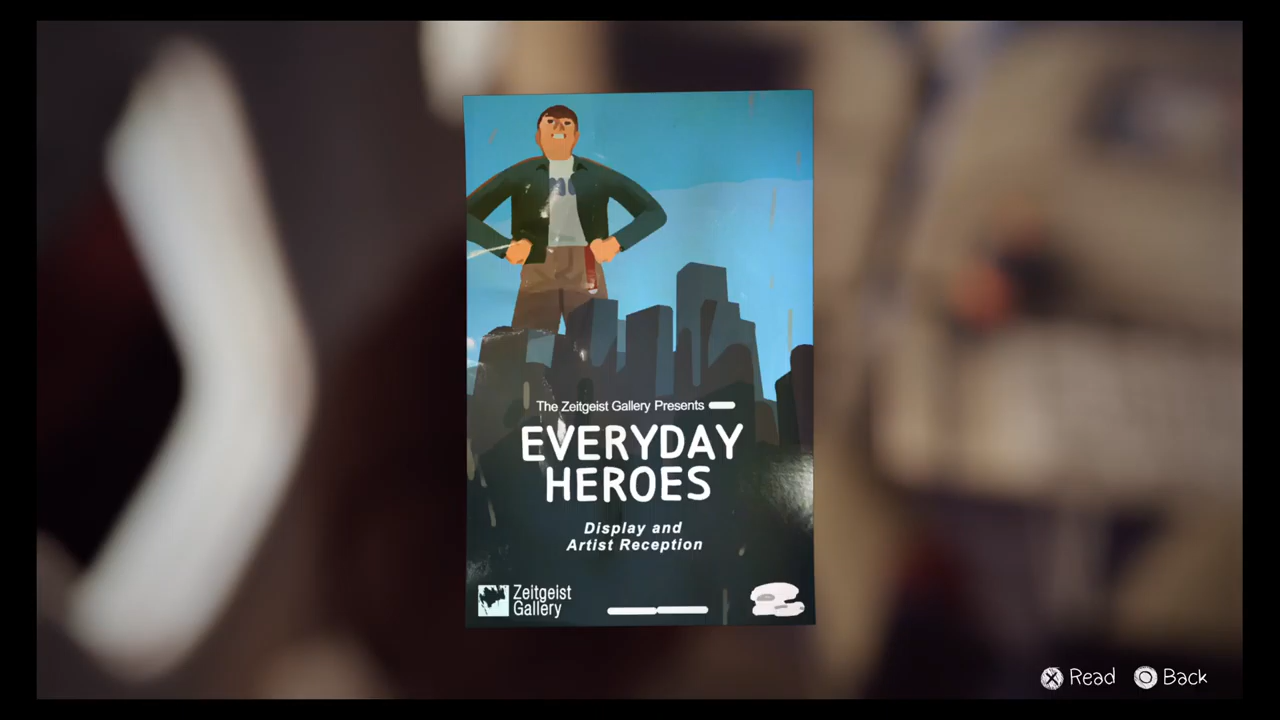 The Zeitgeist Gallery Presents
EVERYDAY
HEROES
Display and
Artist Reception
Zeitgeist
Gallery
Read
Back